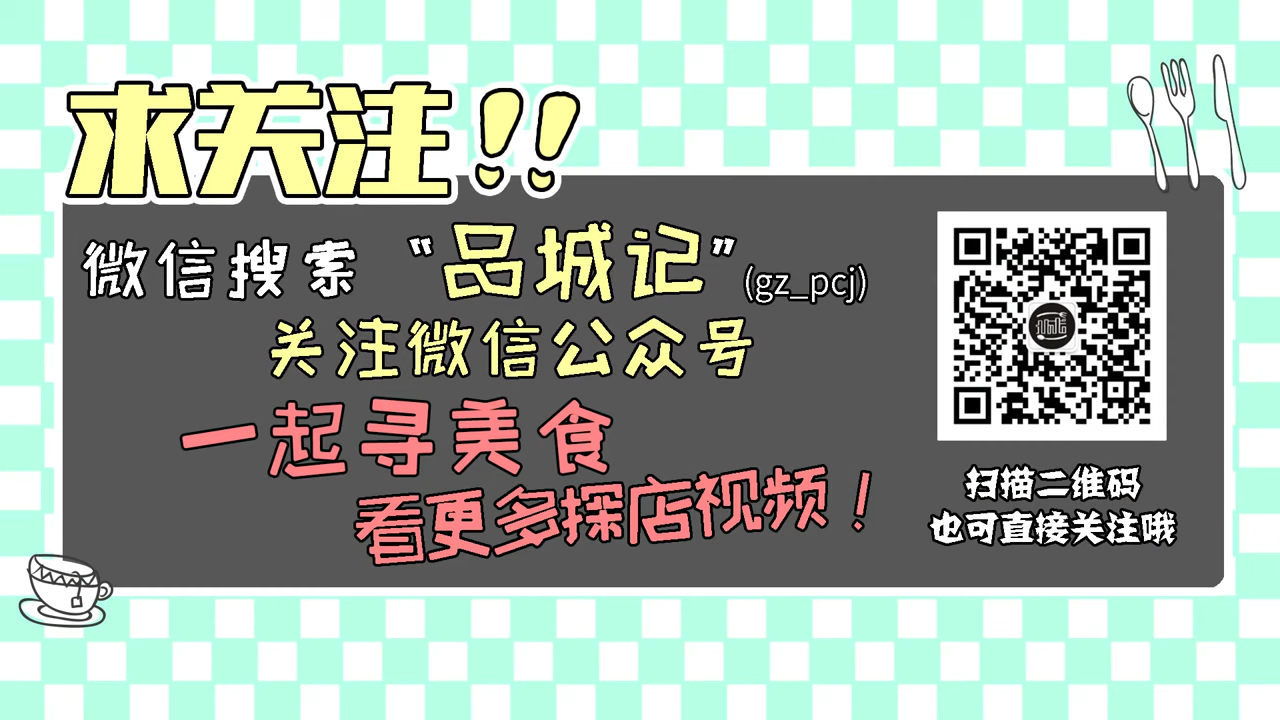 求关注!!
微信搜索“品城记”(gz_pcj)
关注微信公众号
一起寻美食
看更多探店视频!
扫描二维码
也可直接关注哦